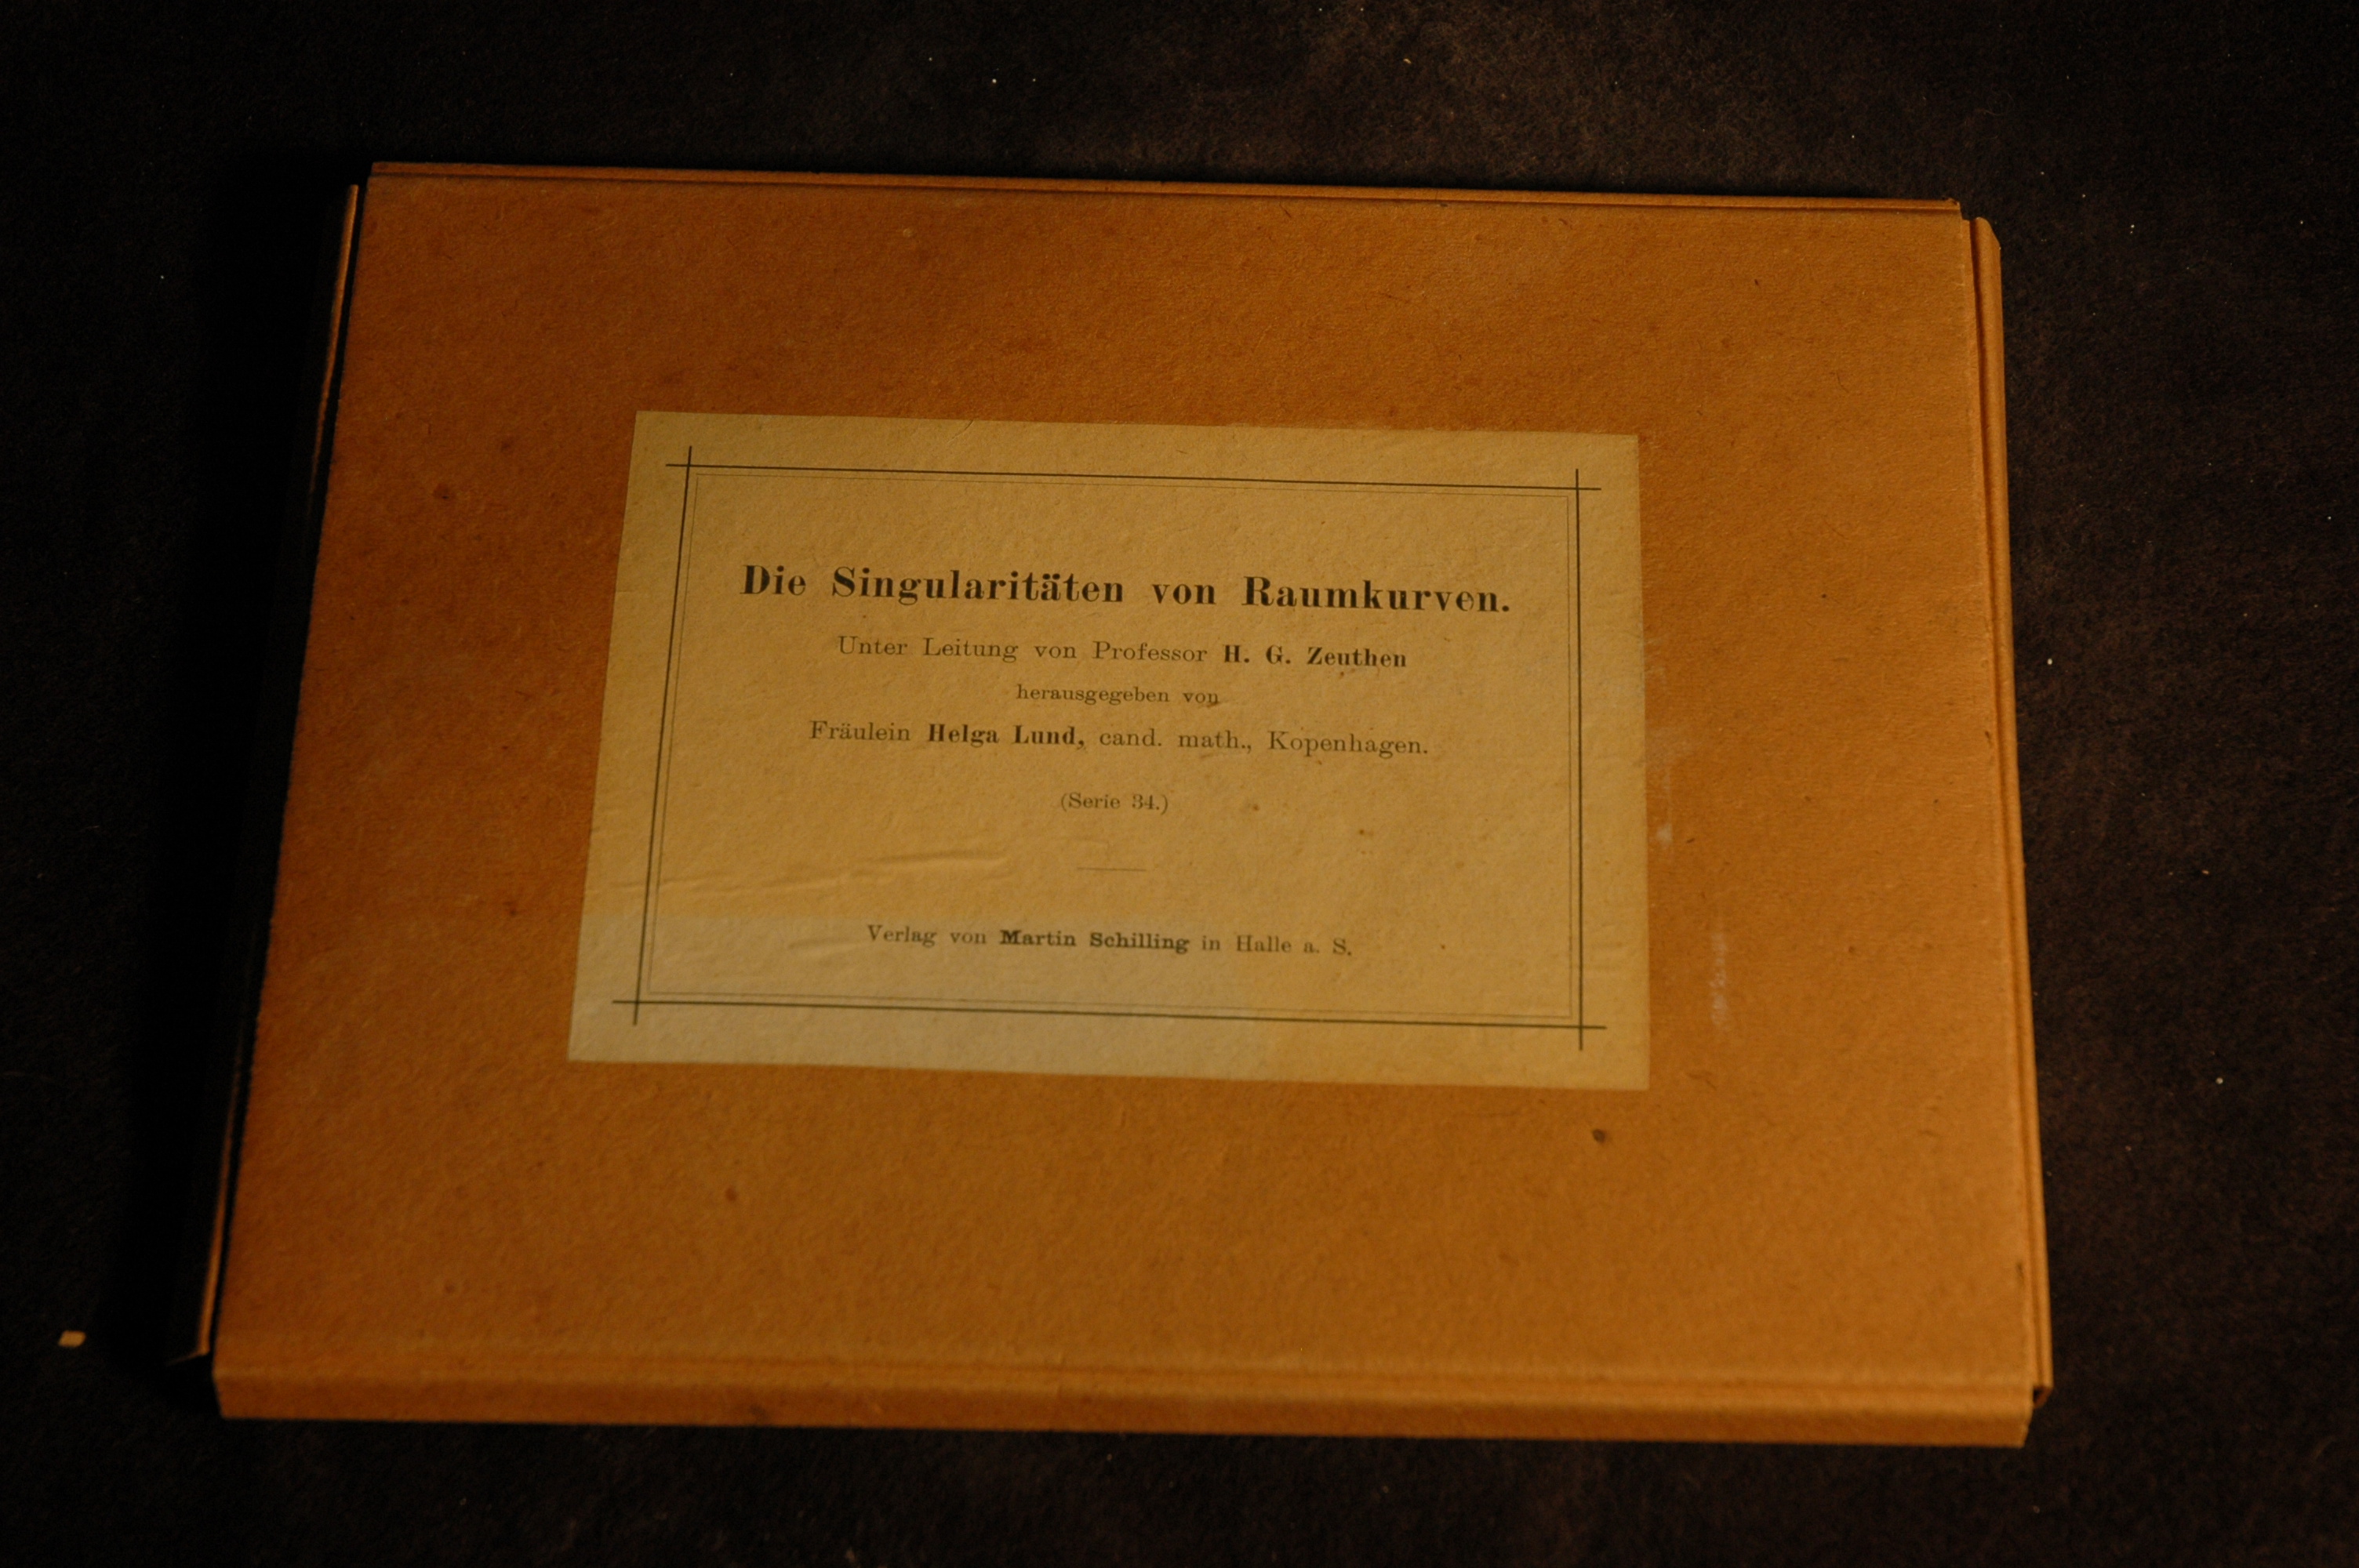 Die Singularitäten von Raumkurven.
Unter Leitung von Professor H. G. Zeuthen
herausgegeben von
Fräulein Helga Lund, cand. math., Kopenhagen.
(Serie 34.)
Verlag von Martin Schilling in Halle a. S.